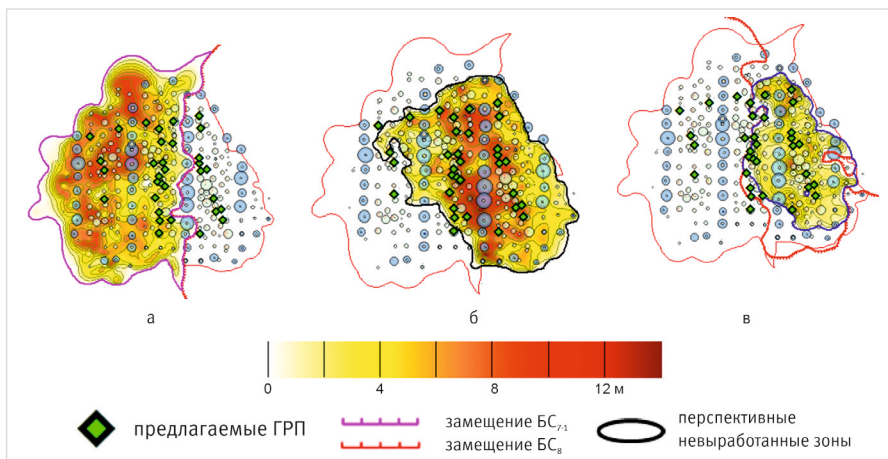 а
б
в
0 4 8 12 м
предлагаемые ГРП
замещение БС₇₋₁
замещение БС₈
перспективные
невыработанные зоны